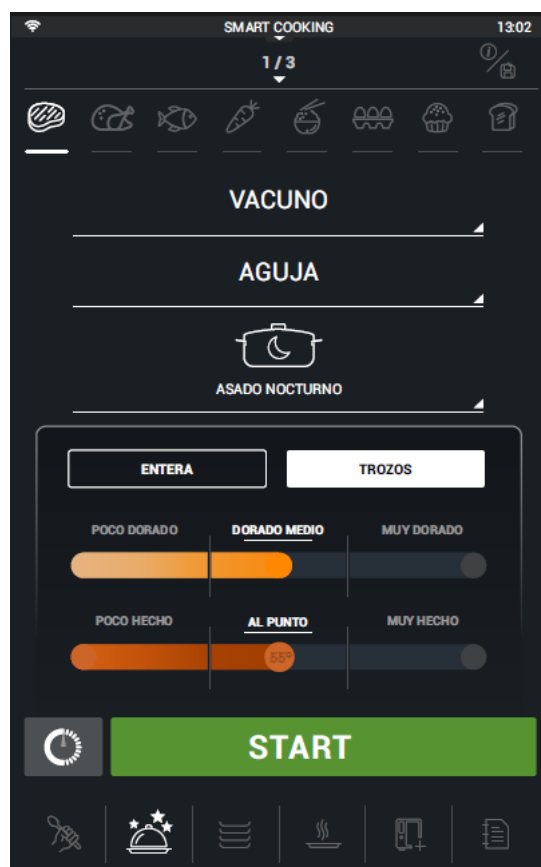 SMART COOKING 13:02
1 / 3
VACUNO
AGUJA
ASADO NOCTURNO
ENTERA TROZOS
POCO DORADO DORADO MEDIO MUY DORADO
POCO HECHO AL PUNTO MUY HECHO
55°
START